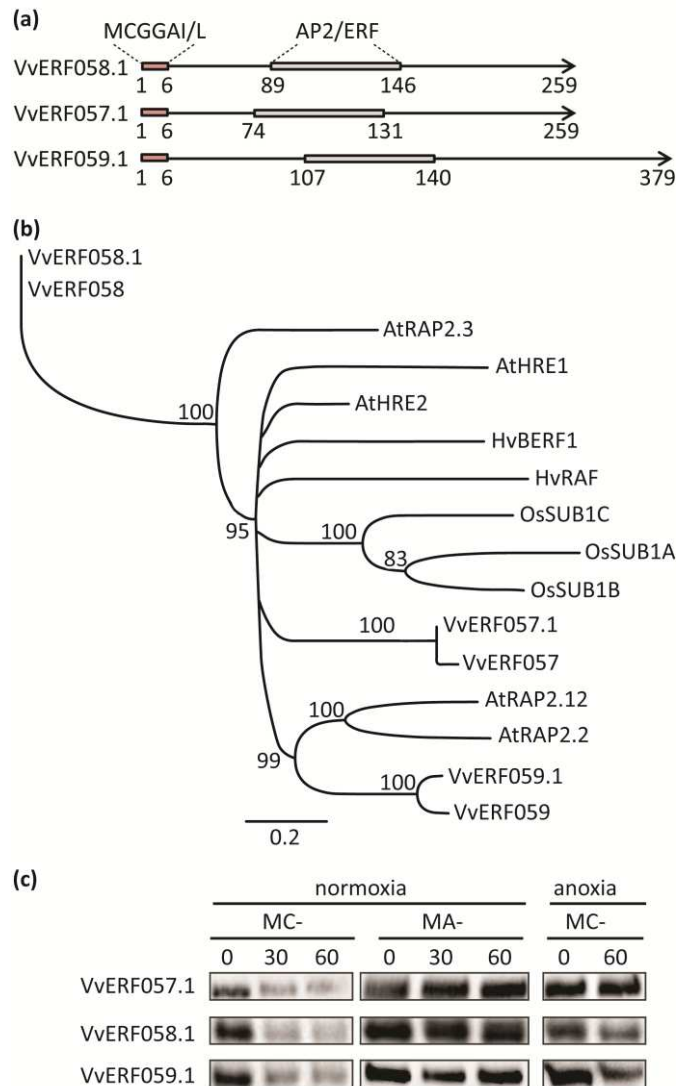 (a)
MCGGAI/L AP2/ERF
VvERF058.1
1 6 89 146 259
VvERF057.1
1 6 74 131 259
VvERF059.1
1 6 107 140 379
(b)
VvERF058.1
VvERF058
AtRAP2.3
AtHRE1
100 AtHRE2
HvBERF1
HvRAF
95 100 OsSUB1C
83 OsSUB1A
OsSUB1B
100 VvERF057.1
VvERF057
100 AtRAP2.12
AtRAP2.2
99
100 VvERF059.1
VvERF059
0.2
(c)
normoxia anoxia
MC- MA- MC-
0 30 60 0 30 60 0 60
VvERF057.1
VvERF058.1
VvERF059.1